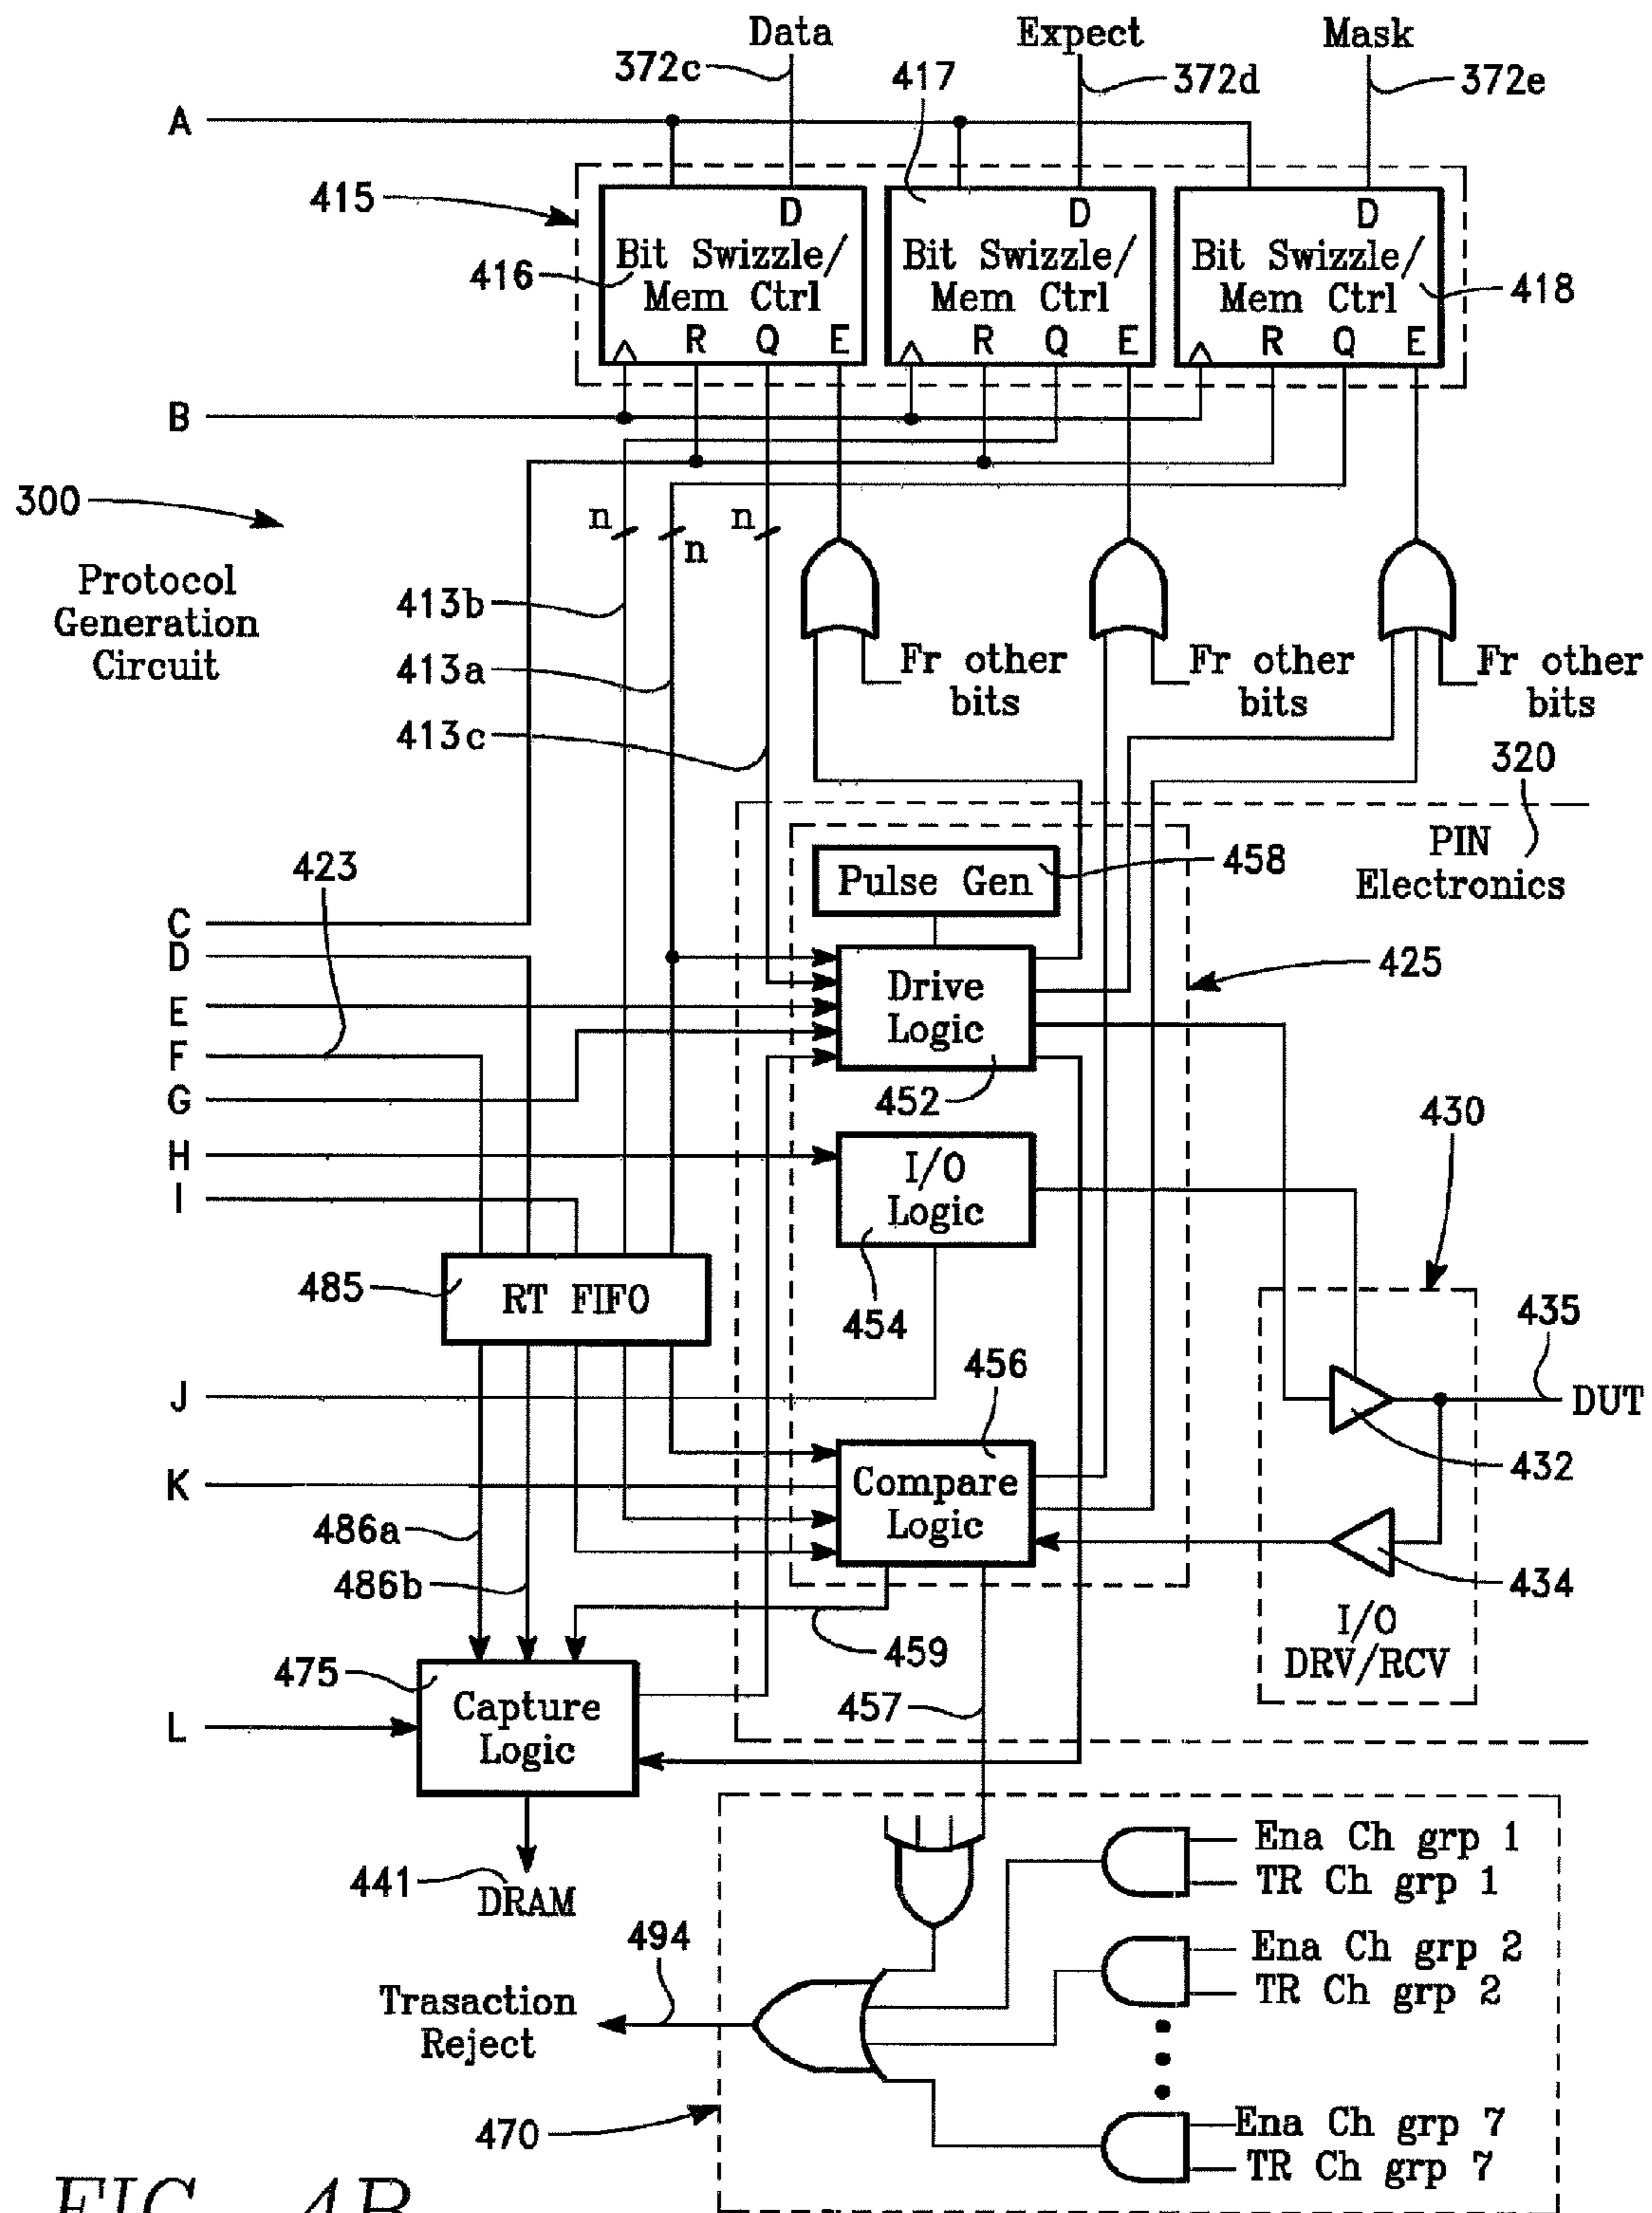 Data
Expect
Mask
372c
417
372d
372e
A
415
D
D
D
Bit Swizzle/
Mem Ctrl
Bit Swizzle/
Mem Ctrl
Bit Swizzle/
Mem Ctrl
416
418
R Q E
R Q E
R Q E
B
300
n
n
n
Protocol
Generation
Circuit
413b
413a
413c
Fr other
bits
Fr other
bits
Fr other
bits
320
PIN
Electronics
423
Pulse Gen
458
C
D
E
F
G
H
I
Drive
Logic
425
452
430
I/O
Logic
454
485
RT FIFO
435
J
456
DUT
432
K
Compare
Logic
486a
486b
434
459
I/O
DRV/RCV
475
457
L
Capture
Logic
441
DRAM
Ena Ch grp 1
TR Ch grp 1
494
Ena Ch grp 2
TR Ch grp 2
Trasaction
Reject
470
Ena Ch grp 7
TR Ch grp 7
FIG. 4B